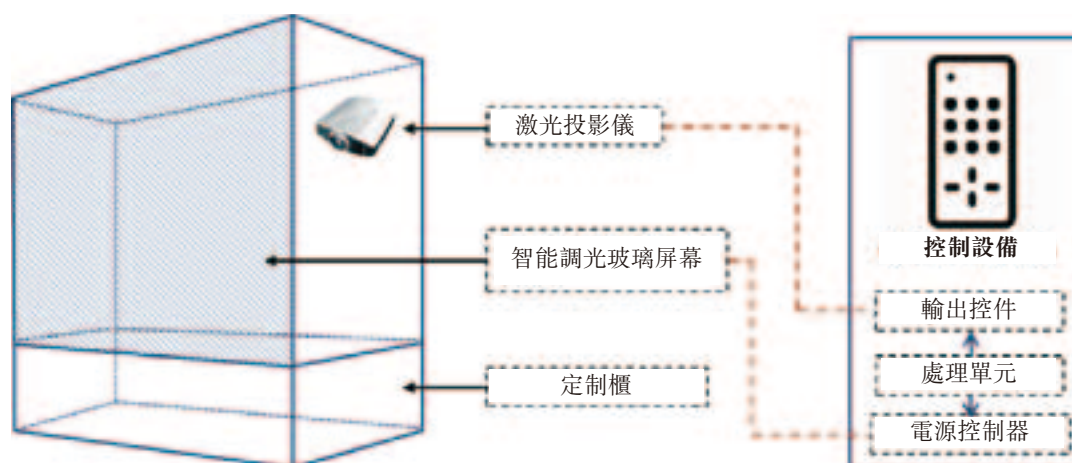 激光投影儀
智能調光玻璃屏幕
定制櫃
控制設備
輸出控件
處理單元
電源控制器